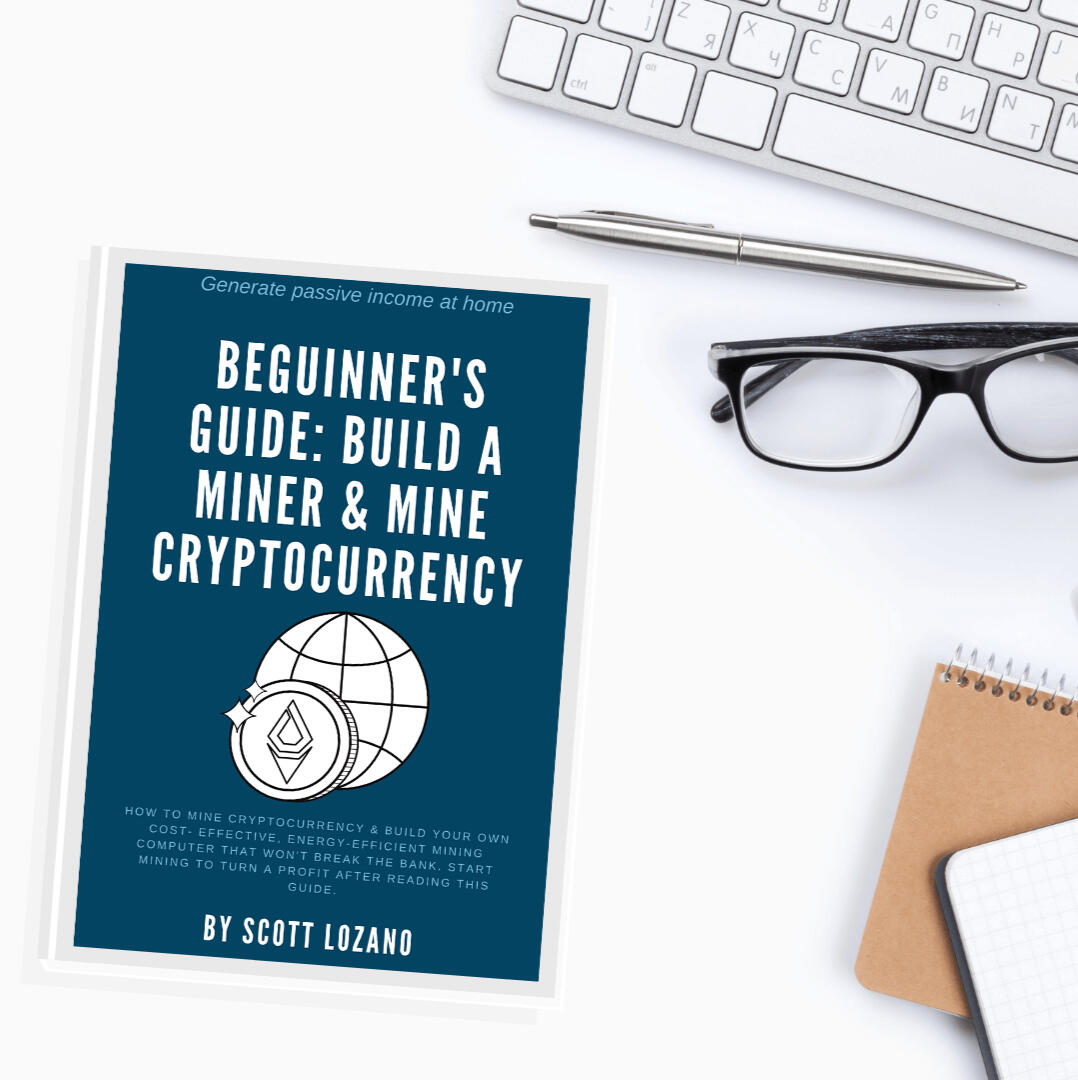 - [ ]
Z Я
X Ч
C С
V М
B И
N Т
В
А
G П
H Р
J
M
ctrl
alt
Generate passive income at home
BEGUINNER'S
GUIDE: BUILD A
MINER & MINE
CRYPTOCURRENCY
HOW TO MINE CRYPTOCURRENCY & BUILD YOUR OWN
COST- EFFECTIVE, ENERGY-EFFICIENT MINING
COMPUTER THAT WON'T BREAK THE BANK. START
MINING TO TURN A PROFIT AFTER READING THIS
GUIDE.
BY SCOTT LOZANO